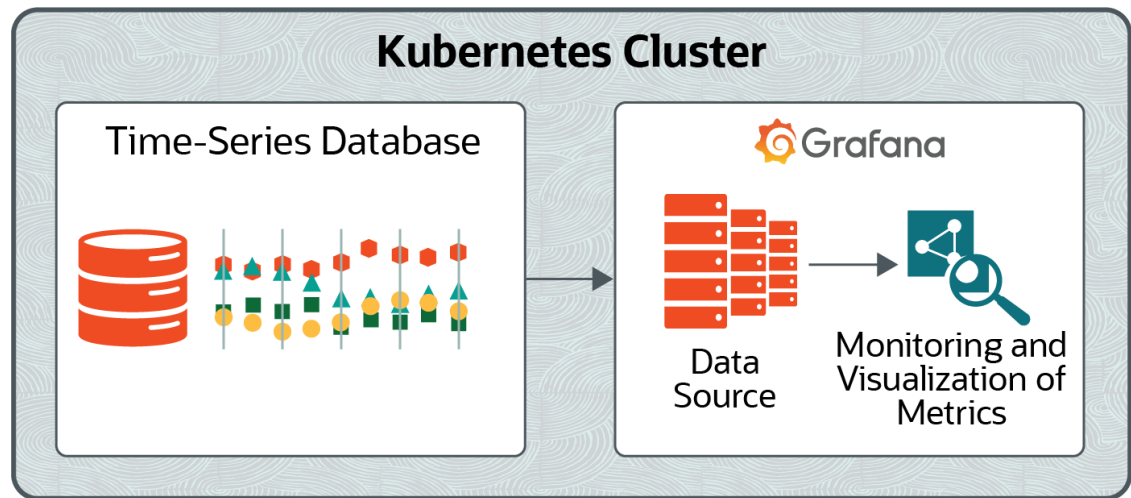 Kubernetes Cluster
Time-Series Database
Grafana
Data
Source
Monitoring and
Visualization of
Metrics